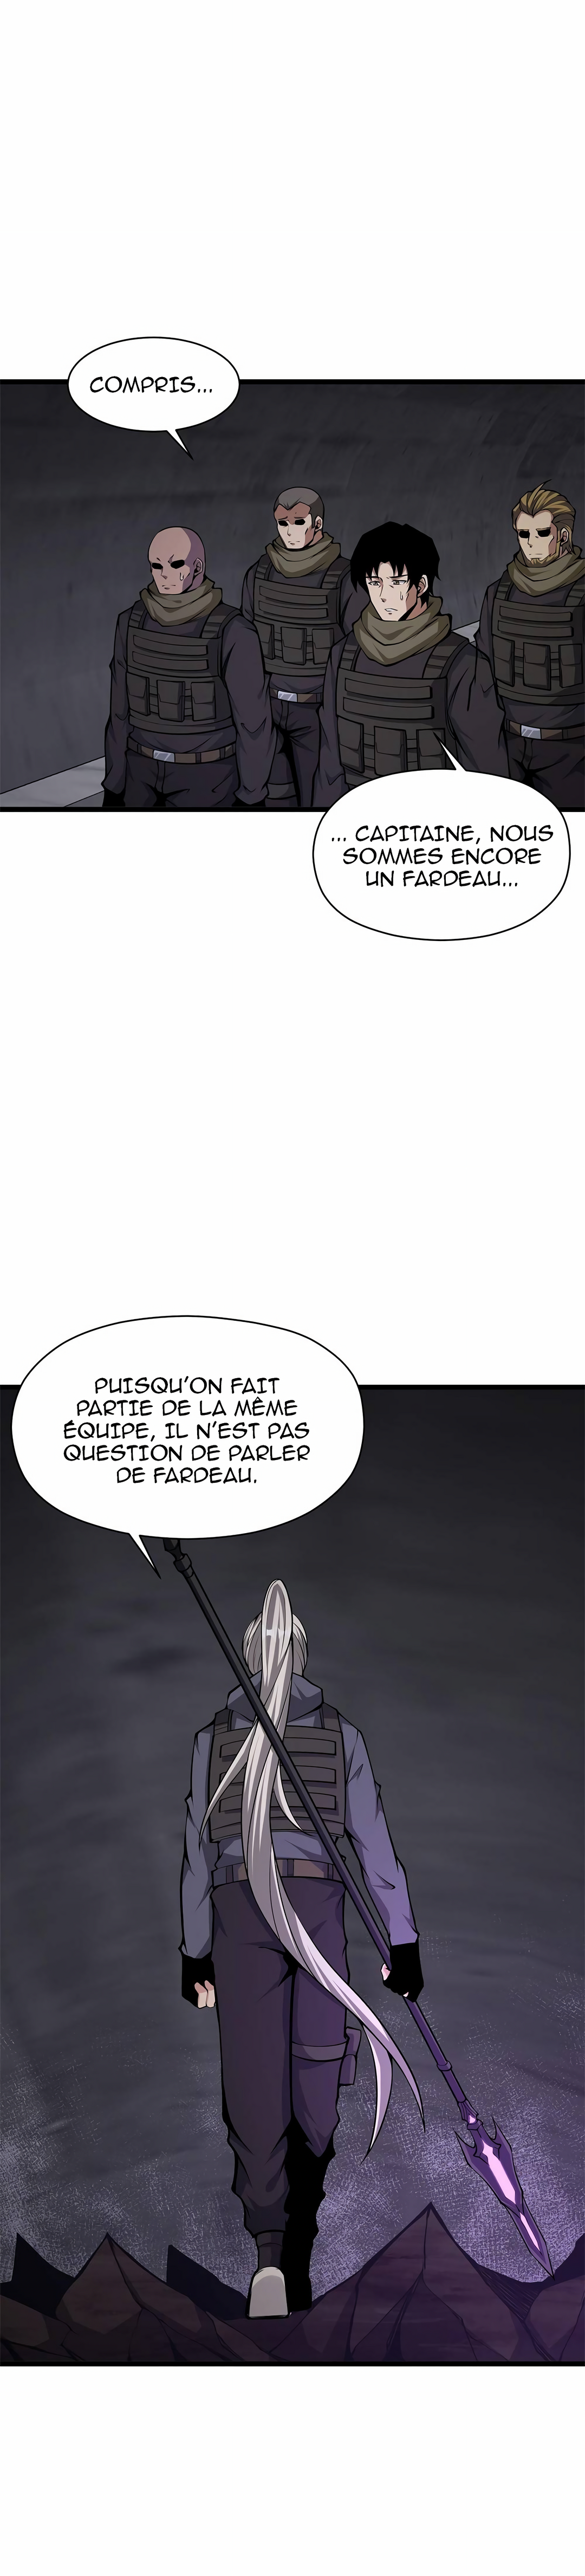 COMPRIS...
... CAPITAINE, NOUS
SOMMES ENCORE
UN FARDEAU...
PUISQU'ON FAIT
PARTIE DE LA MÊME
ÉQUIPE, IL N'EST PAS
QUESTION DE PARLER
DE FARDEAU.